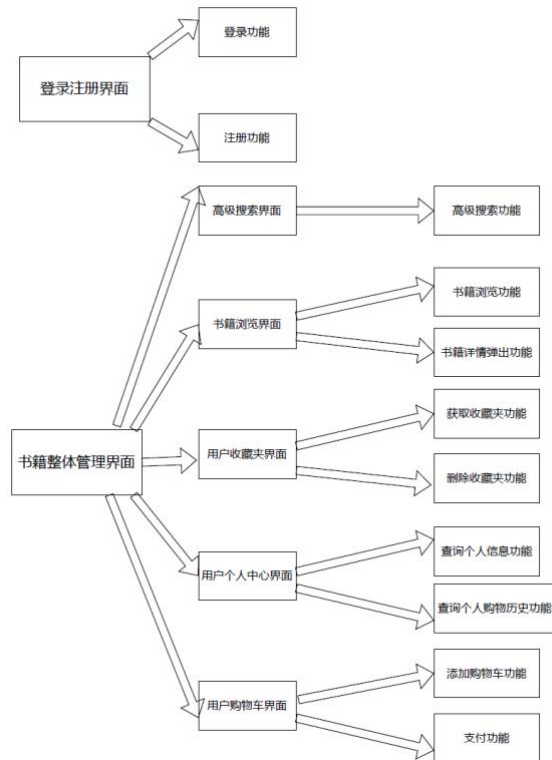 登录功能
登录注册界面
注册功能
高级搜索界面
高级搜索功能
书籍浏览功能
书籍浏览界面
书籍详情弹出功能
获取收藏夹功能
书籍整体管理界面
用户收藏夹界面
删除收藏夹功能
查询个人信息功能
用户个人中心界面
查询个人购物历史功能
添加购物车功能
用户购物车界面
支付功能